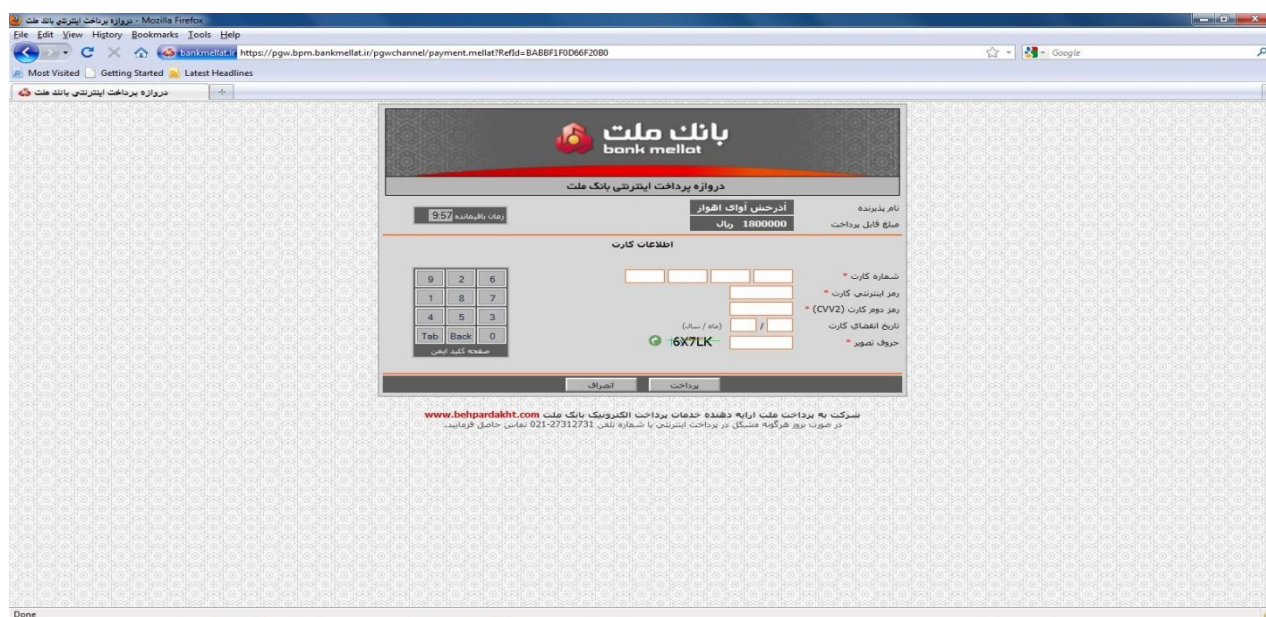 دروازه پرداخت اینترنتی بانك ملت - Mozilla Firefox
File Edit View History Bookmarks Tools Help
bankmellat.ir https://pgw.bpm.bankmellat.ir/pgwchannel/payment.mellat?RefId=BABBF1F0D66F20B0
Google
Most Visited Getting Started Latest Headlines
دروازه پرداخت اینترنتی بانك ملت
بانك ملت
bank mellat
دروازه پرداخت اینترنتی بانک ملت
نام پذیرنده آذرخش آوای اهواز
زمان باقیمانده 9:57
مبلغ قابل پرداخت 1800000 ریال
اطلاعات کارت
شماره کارت *
رمز اینترنتی کارت *
رمز دوم کارت (CVV2) *
تاریخ انقضای کارت / (ماه / سال)
حروف تصویر * 6X7LK
9 2 6
1 8 7
4 5 3
Tab Back 0
صفحه کلید ایمن
پرداخت انصراف
شرکت به پرداخت ملت ارایه دهنده خدمات پرداخت الکترونیک بانک ملت www.behpardakht.com
در صورت بروز هرگونه مشکل در پرداخت اینترنتی با شماره تلفن 27312731-021 تماس حاصل فرمایید.
Done